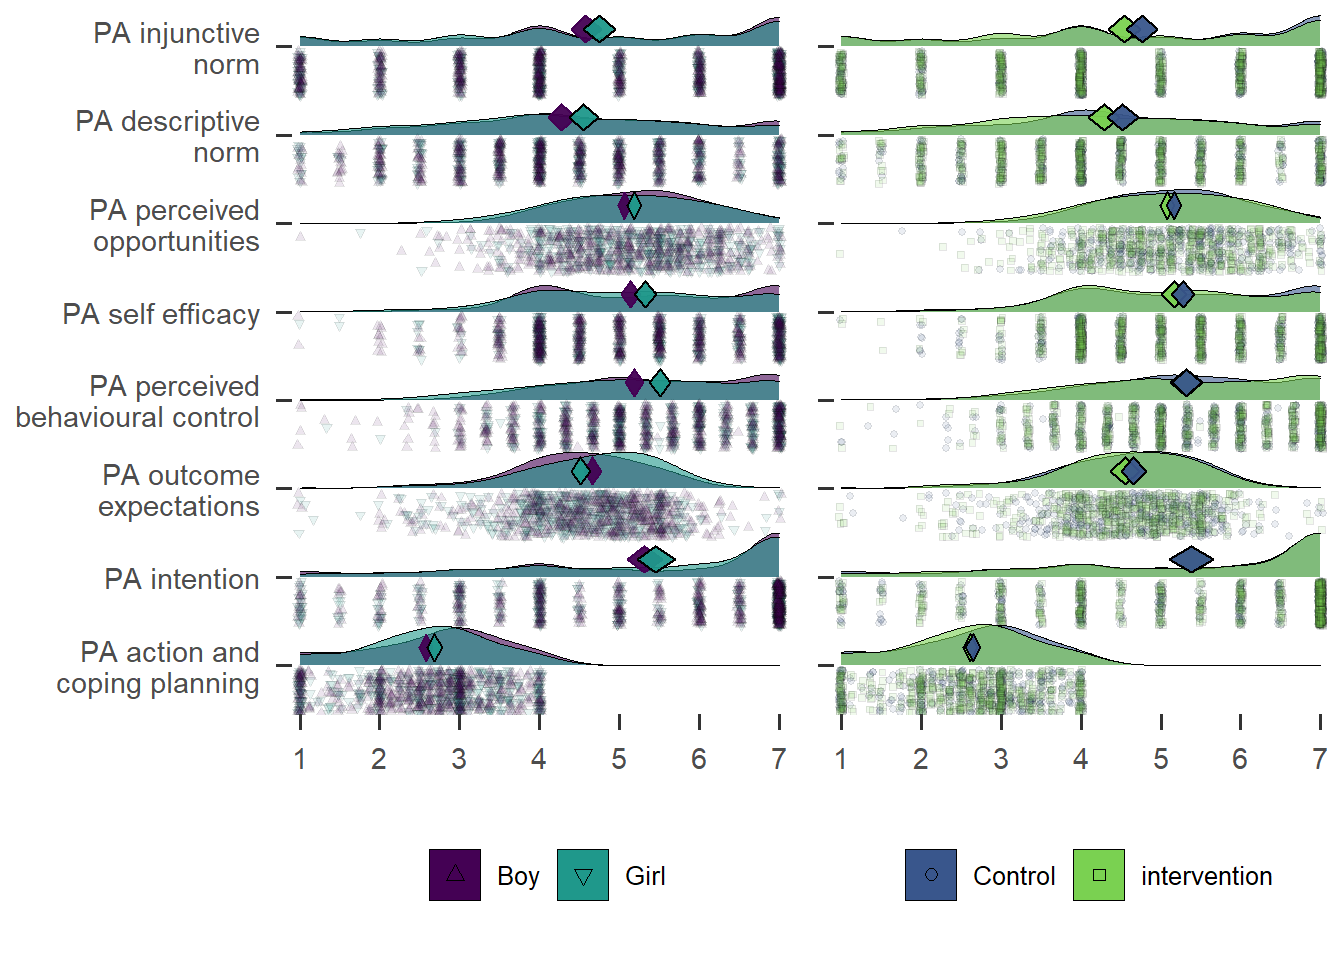 PA injunctive
norm
PA descriptive
norm
PA perceived
opportunities
PA self efficacy
PA perceived
behavioural control
PA outcome
expectations
PA intention
PA action and
coping planning
1 2 3 4 5 6 7
1 2 3 4 5 6 7
Boy Girl
Control intervention